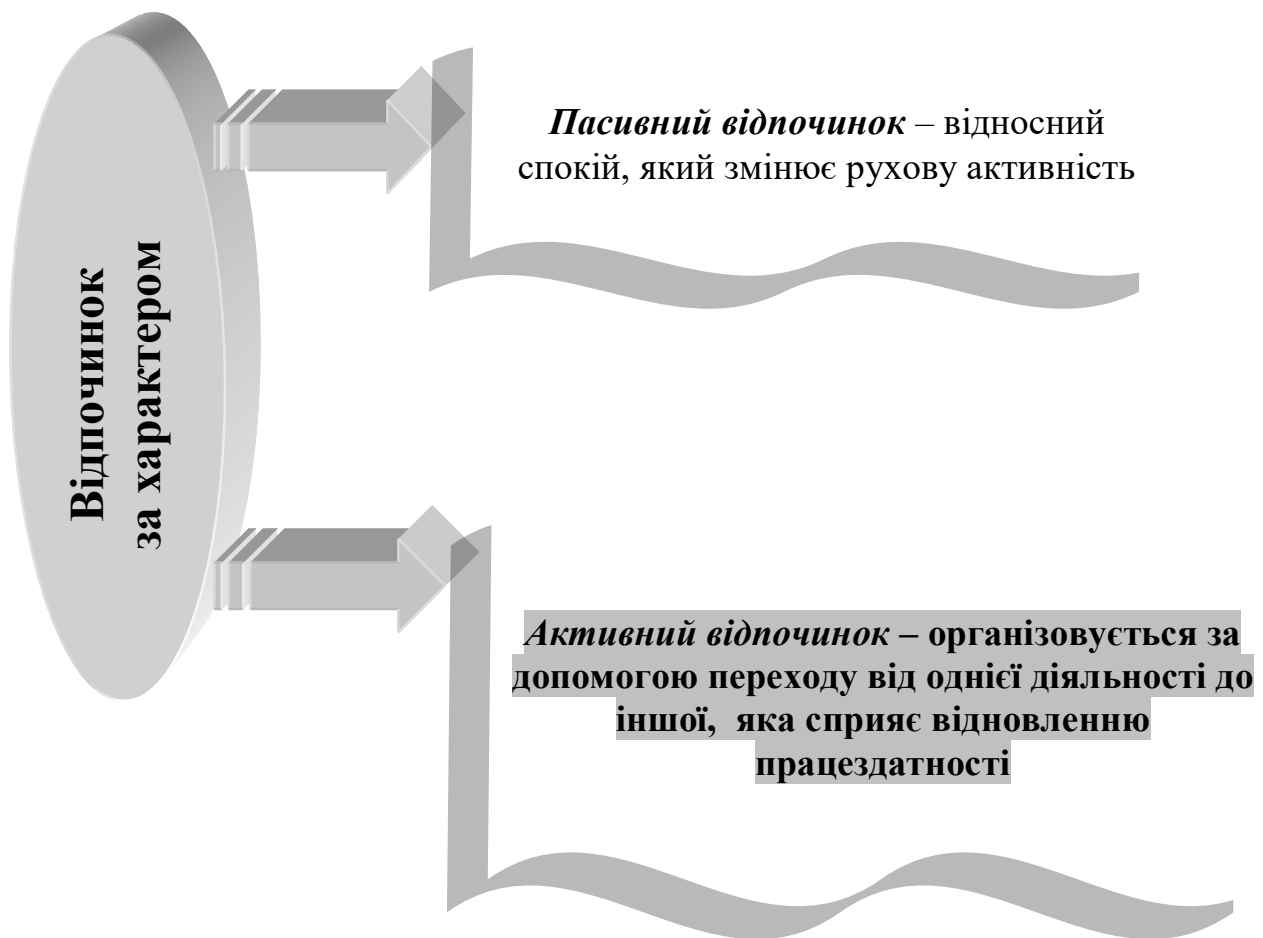 Відпочинок
за характером
Пасивний відпочинок – відносний
спокій, який змінює рухову активність
Активний відпочинок – організовується за
допомогою переходу від однієї діяльності до
іншої,  яка сприяє відновленню
працездатності